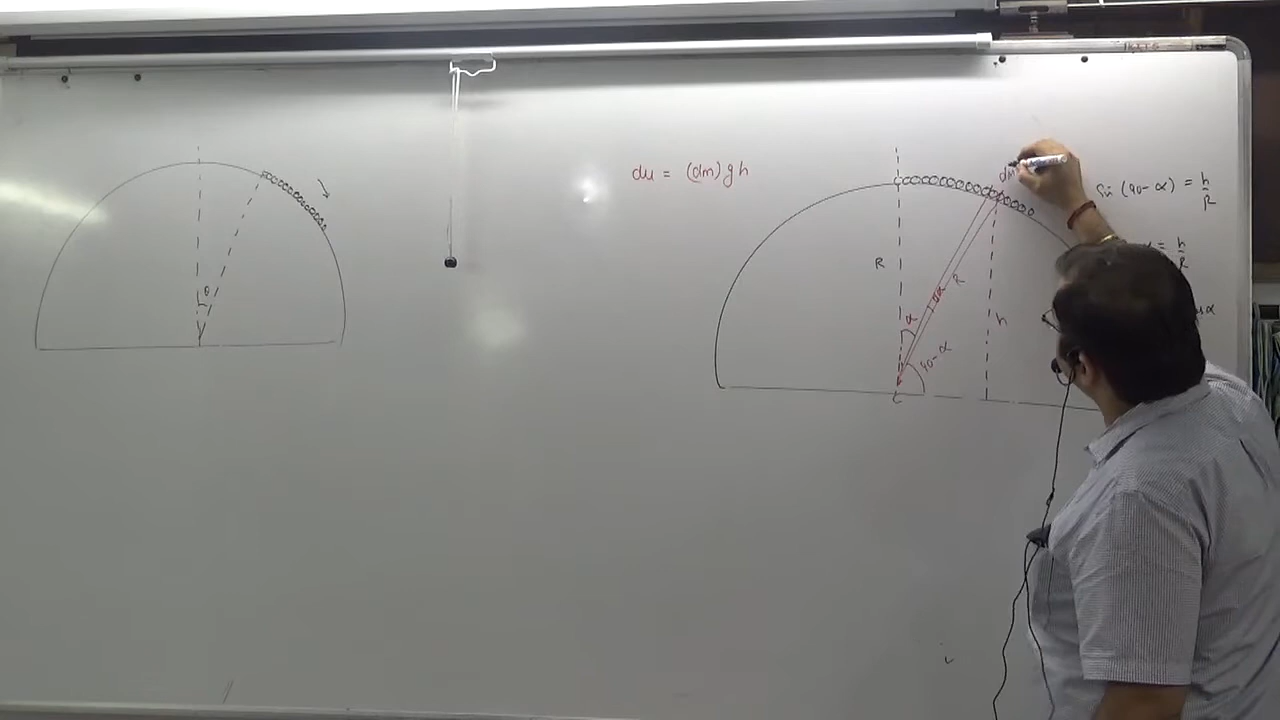 θ
du = (dm) g h
dm
Sin (90-α) = h/R
= h/R
α
R
R
dα
α
90-α
h
C